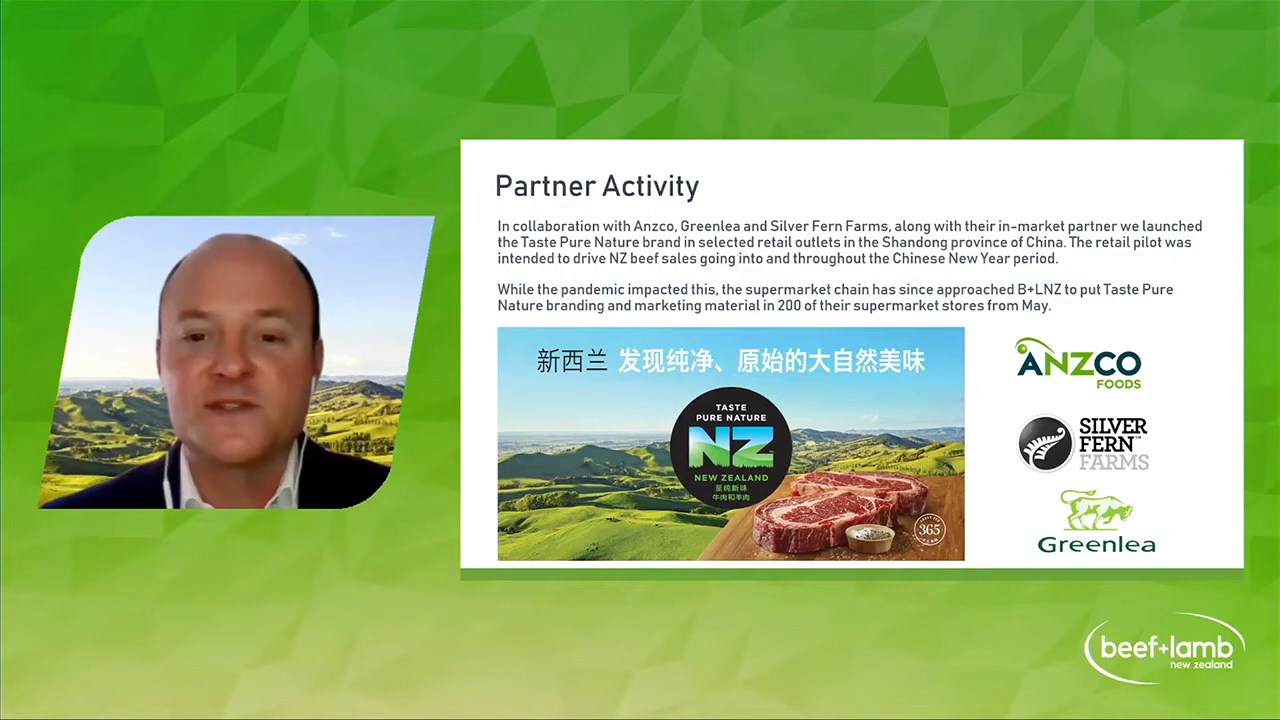 Partner Activity
In collaboration with Anzco, Greenlea and Silver Fern Farms, along with their in-market partner we launched
the Taste Pure Nature brand in selected retail outlets in the Shandong province of China. The retail pilot was
intended to drive NZ beef sales going into and throughout the Chinese New Year period.
While the pandemic impacted this, the supermarket chain has since approached B+LNZ to put Taste Pure
Nature branding and marketing material in 200 of their supermarket stores from May.
新西兰 发现纯净、原始的大自然美味
TASTE
PURE NATURE
NZ
NEW ZEALAND
至纯新味
牛肉和羊肉
365
ANZCO
FOODS
SILVER
FERN™
FARMS
Greenlea
beef+lamb
new zealand